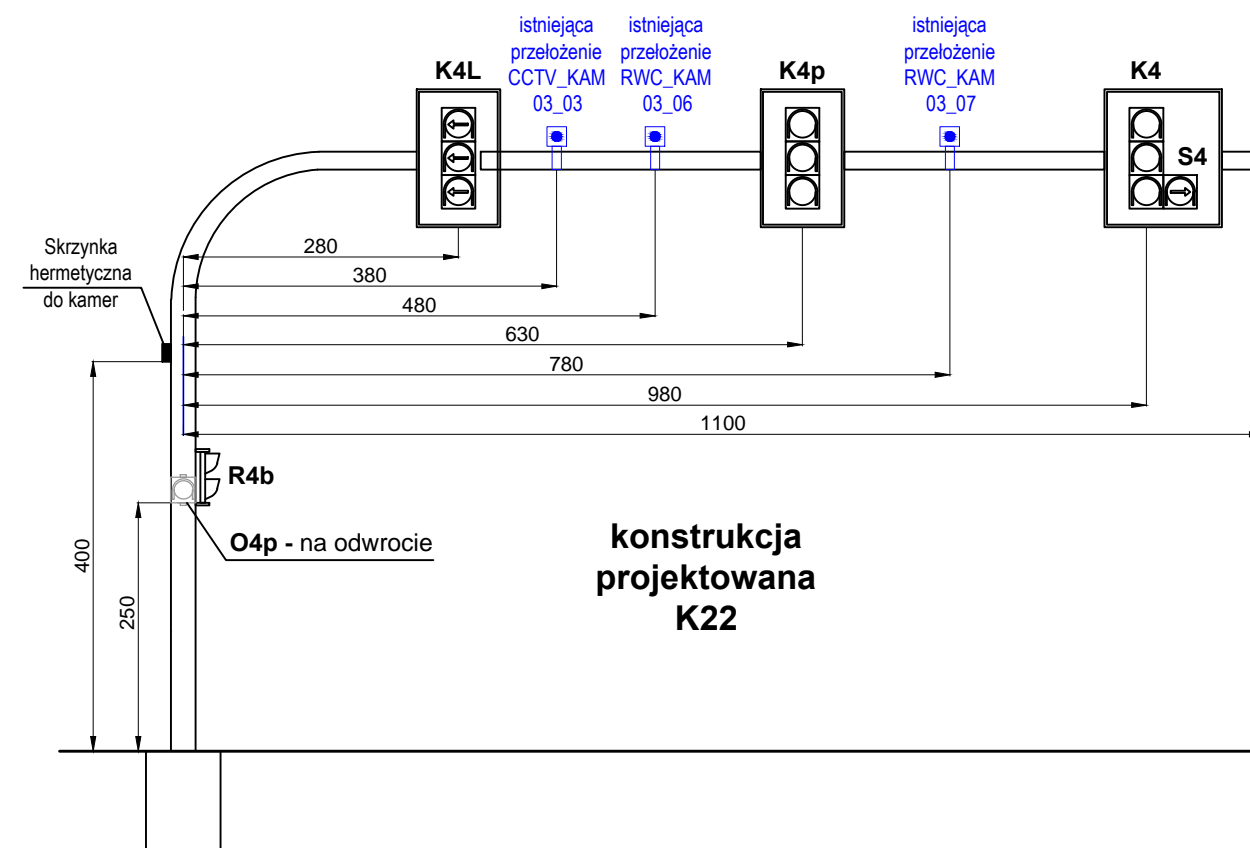 istniejąca
przełożenie
CCTV_KAM
03_03
istniejąca
przełożenie
RWC_KAM
03_06
istniejąca
przełożenie
RWC_KAM
03_07
K4L
K4p
K4
S4
Skrzynka
hermetyczna
do kamer
280
380
480
630
780
980
1100
R4b
O4p - na odwrocie
400
250
konstrukcja
projektowana
K22